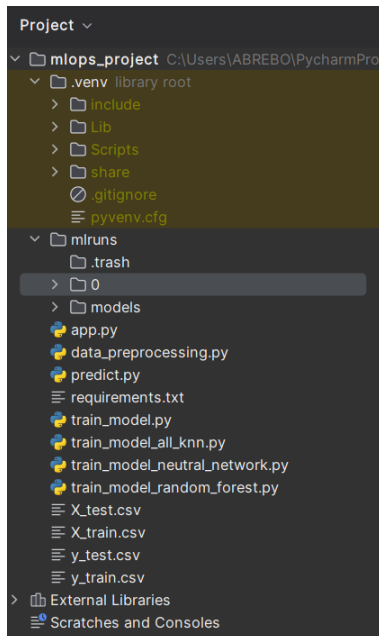 Project
mlops_project C:\Users\ABREBO\PycharmPro
.venv library root
include
Lib
Scripts
share
.gitignore
pyvenv.cfg
mlruns
.trash
0
models
app.py
data_preprocessing.py
predict.py
requirements.txt
train_model.py
train_model_all_knn.py
train_model_neutral_network.py
train_model_random_forest.py
X_test.csv
X_train.csv
y_test.csv
y_train.csv
External Libraries
Scratches and Consoles